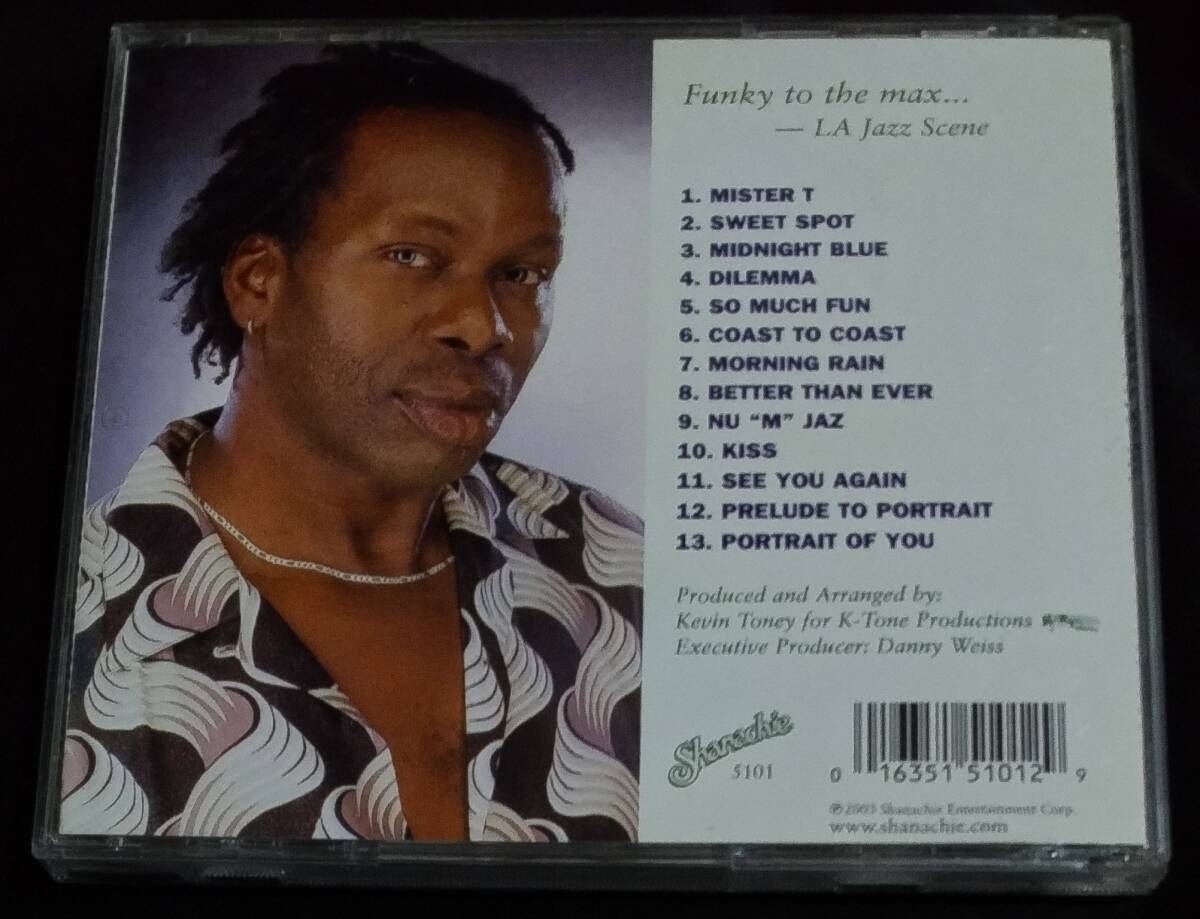 Funky to the max...
— LA Jazz Scene
1. MISTER T
2. SWEET SPOT
3. MIDNIGHT BLUE
4. DILEMMA
5. SO MUCH FUN
6. COAST TO COAST
7. MORNING RAIN
8. BETTER THAN EVER
9. NU “M” JAZ
10. KISS
11. SEE YOU AGAIN
12. PRELUDE TO PORTRAIT
13. PORTRAIT OF YOU
Produced and Arranged by:
Kevin Toney for K-Tone Productions
Executive Producer: Danny Weiss
Shanachie
5101
0 16351 51012 9
℗©2003 Shanachie Entertainment Corp.
www.shanachie.com